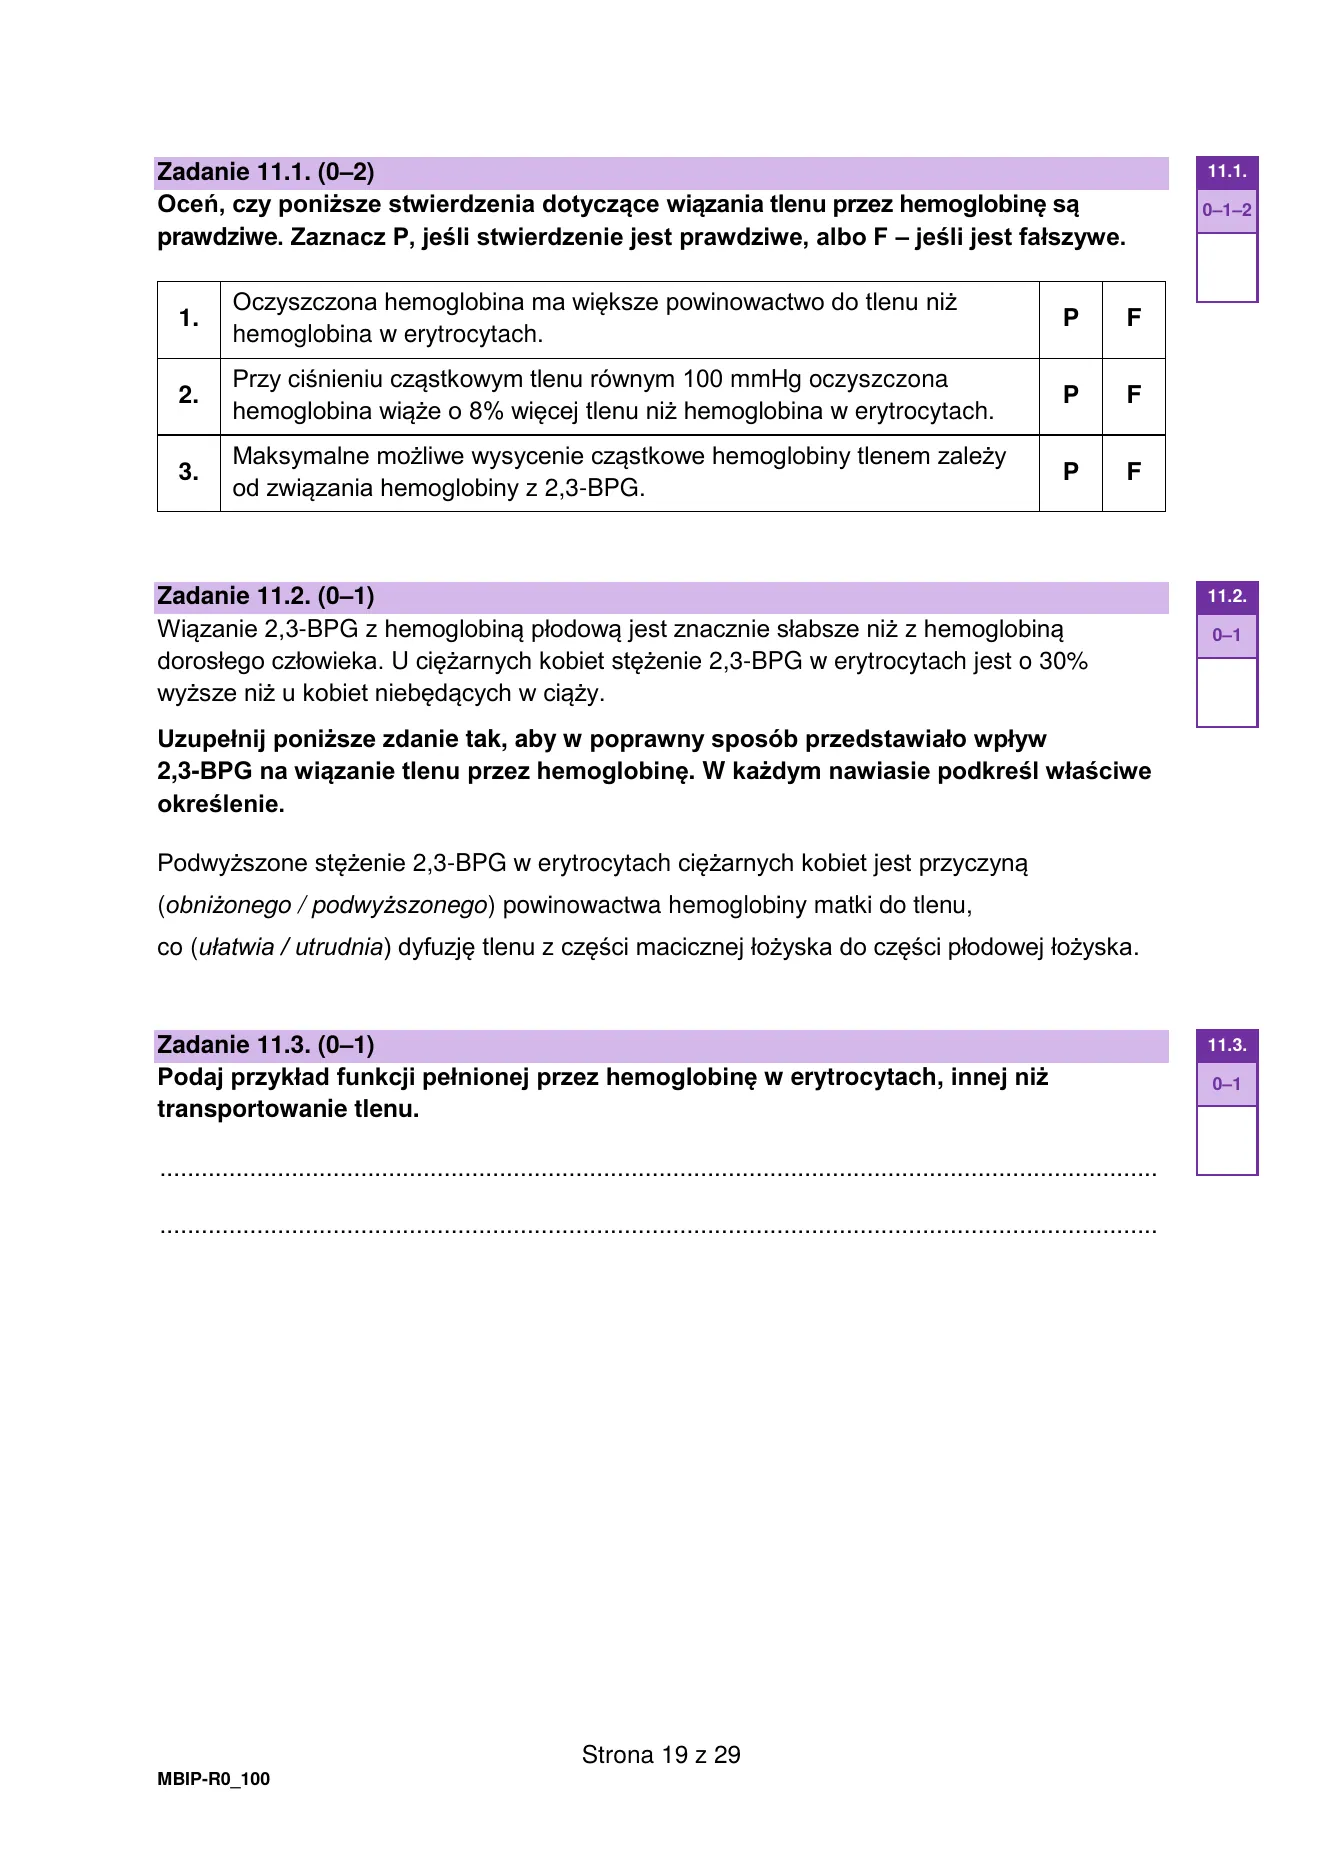 Zadanie 11.1. (0–2)
11.1.
Oceń, czy poniższe stwierdzenia dotyczące wiązania tlenu przez hemoglobinę są
0–1–2
prawdziwe. Zaznacz P, jeśli stwierdzenie jest prawdziwe, albo F – jeśli jest fałszywe.
1.
Oczyszczona hemoglobina ma większe powinowactwo do tlenu niż
hemoglobina w erytrocytach.
P
F
2.
Przy ciśnieniu cząstkowym tlenu równym 100 mmHg oczyszczona
hemoglobina wiąże o 8% więcej tlenu niż hemoglobina w erytrocytach.
P
F
3.
Maksymalne możliwe wysycenie cząstkowe hemoglobiny tlenem zależy
od związania hemoglobiny z 2,3-BPG.
P
F
Zadanie 11.2. (0–1)
11.2.
Wiązanie 2,3-BPG z hemoglobiną płodową jest znacznie słabsze niż z hemoglobiną
0–1
dorosłego człowieka. U ciężarnych kobiet stężenie 2,3-BPG w erytrocytach jest o 30%
wyższe niż u kobiet niebędących w ciąży.
Uzupełnij poniższe zdanie tak, aby w poprawny sposób przedstawiało wpływ
2,3-BPG na wiązanie tlenu przez hemoglobinę. W każdym nawiasie podkreśl właściwe
określenie.
Podwyższone stężenie 2,3-BPG w erytrocytach ciężarnych kobiet jest przyczyną
(obniżonego / podwyższonego) powinowactwa hemoglobiny matki do tlenu,
co (ułatwia / utrudnia) dyfuzję tlenu z części macicznej łożyska do części płodowej łożyska.
Zadanie 11.3. (0–1)
11.3.
Podaj przykład funkcji pełnionej przez hemoglobinę w erytrocytach, innej niż
0–1
transportowanie tlenu.
Strona 19 z 29
MBIP-R0_100